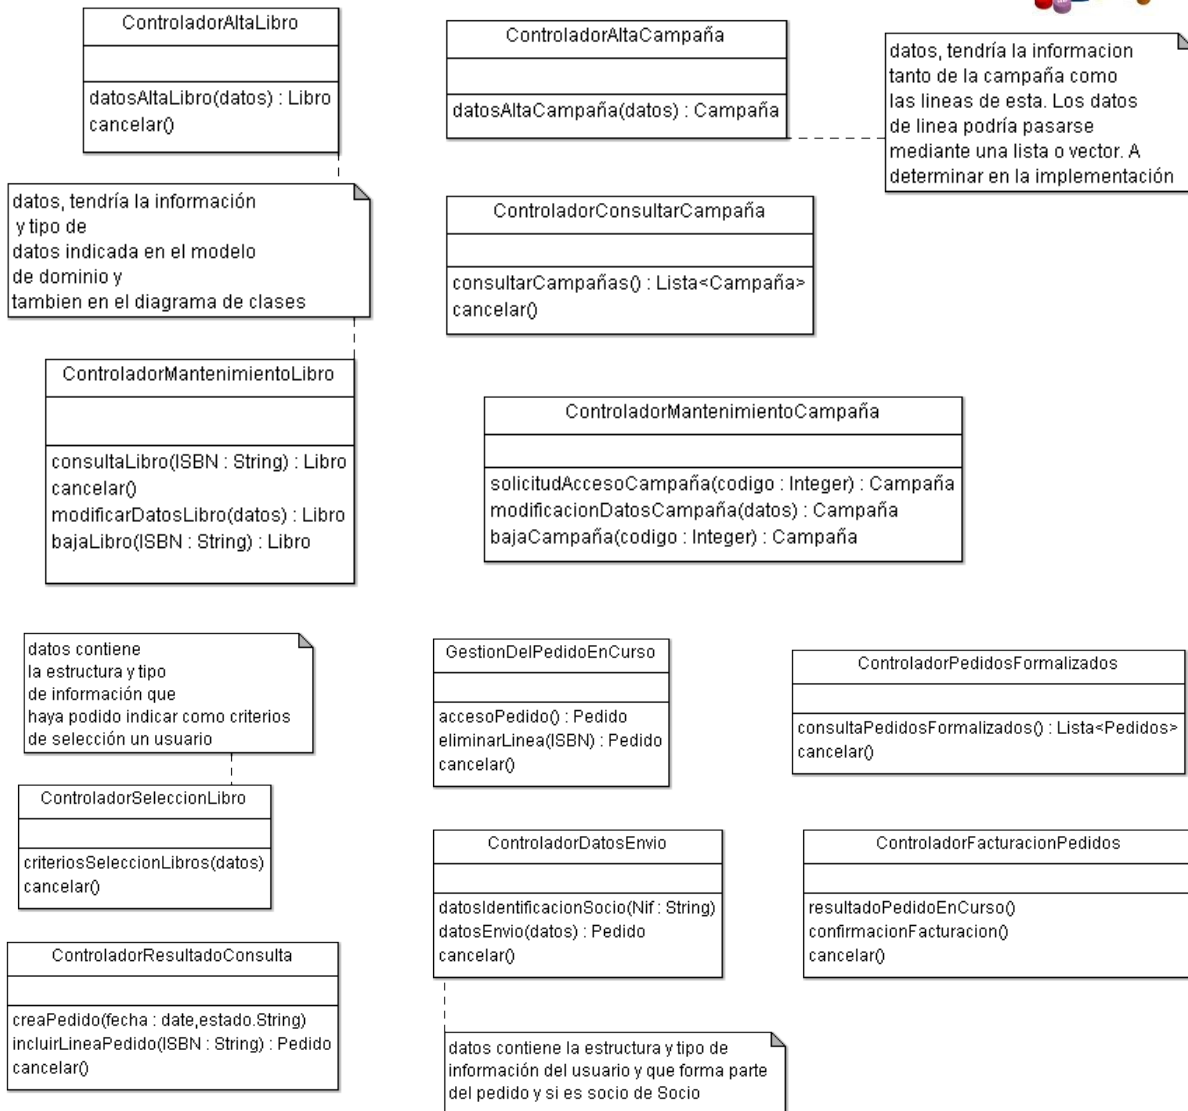 ControladorAltaLibro
datosAltaLibro(datos) : Libro
cancelar()
ControladorAltaCampaña
datosAltaCampaña(datos) : Campaña
datos, tendría la informacion
tanto de la campaña como
las lineas de esta. Los datos
de linea podría pasarse
mediante una lista o vector. A
determinar en la implementación
datos, tendría la información
y tipo de
datos indicada en el modelo
de dominio y
tambien en el diagrama de clases
ControladorConsultarCampaña
consultarCampañas() : Lista<Campaña>
cancelar()
ControladorMantenimientoLibro
consultaLibro(ISBN : String) : Libro
cancelar()
modificarDatosLibro(datos) : Libro
bajaLibro(ISBN : String) : Libro
ControladorMantenimientoCampaña
solicitudAccesoCampaña(codigo : Integer) : Campaña
modificacionDatosCampaña(datos) : Campaña
bajaCampaña(codigo : Integer) : Campaña
datos contiene
la estructura y tipo
de información que
haya podido indicar como criterios
de selección un usuario
GestionDelPedidoEnCurso
accesoPedido() : Pedido
eliminarLinea(ISBN) : Pedido
cancelar()
ControladorPedidosFormalizados
consultaPedidosFormalizados() : Lista<Pedidos>
cancelar()
ControladorSeleccionLibro
criteriosSeleccionLibros(datos)
cancelar()
ControladorDatosEnvio
datosIdentificacionSocio(Nif : String)
datosEnvio(datos) : Pedido
cancelar()
ControladorFacturacionPedidos
resultadoPedidoEnCurso()
confirmacionFacturacion()
cancelar()
ControladorResultadoConsulta
creaPedido(fecha : date,estado.String)
incluirLineaPedido(ISBN : String) : Pedido
cancelar()
datos contiene la estructura y tipo de
información del usuario y que forma parte
del pedido y si es socio de Socio